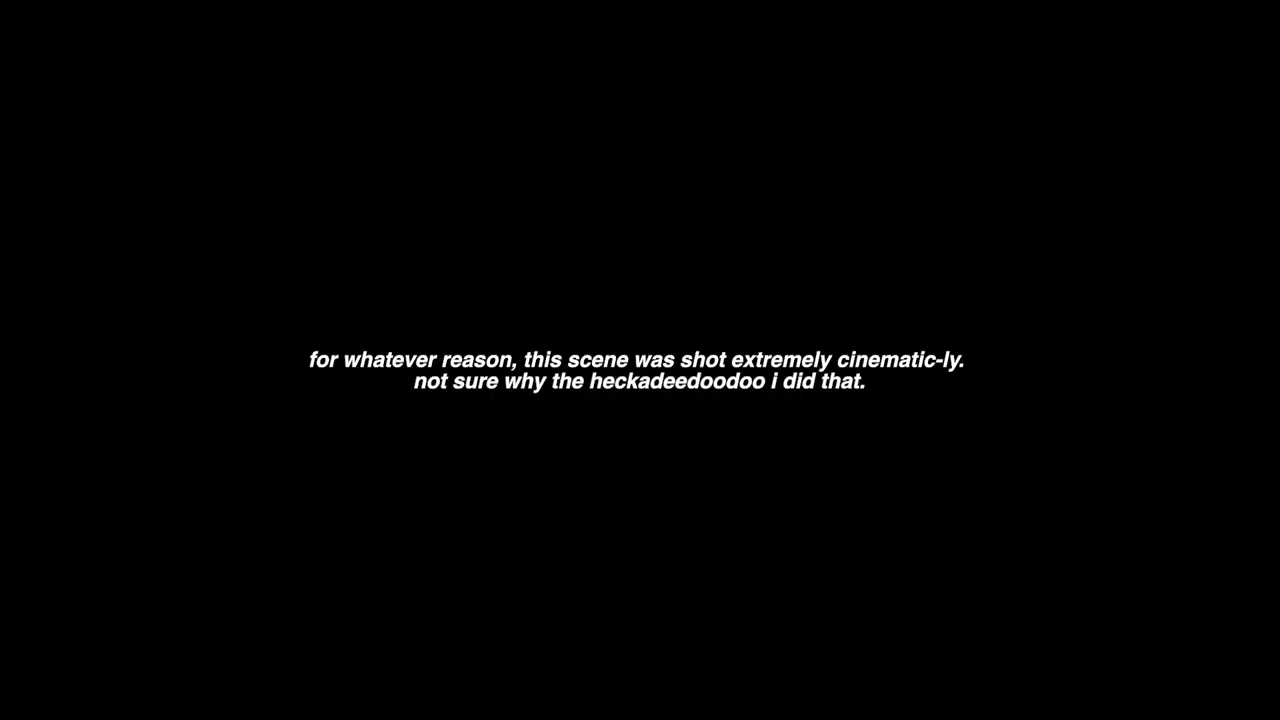 for whatever reason, this scene was shot extremely cinematic-ly.
not sure why the heckadeedoodoo i did that.